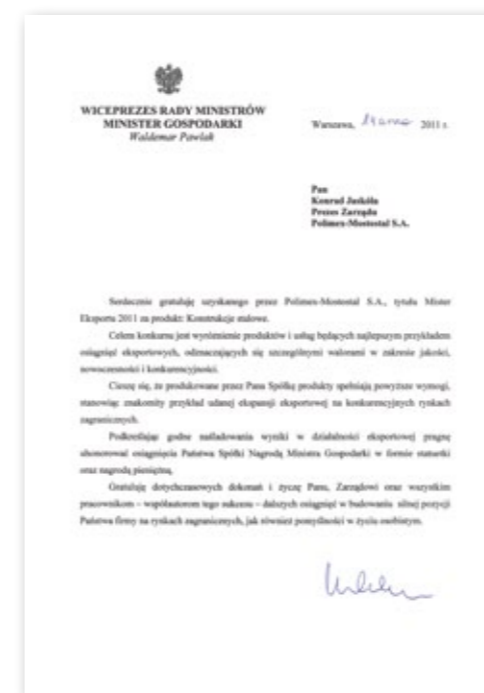 WICEPREZES RADY MINISTRÓW
MINISTER GOSPODARKI
Waldemar Pawlak
Warszawa, 2011 r.
Pan
Konrad Jaskóła
Prezes Zarządu
Polimex-Mostostal S.A.
Serdecznie gratuluję uzyskanego przez Polimex-Mostostal S.A., tytułu Mister
Eksportu 2011 za produkt: Konstrukcje stalowe.
Celem konkursu jest wyróżnienie produktów i usług będących najlepszym przykładem
osiągnięć eksportowych, odznaczających się szczególnymi walorami w zakresie jakości,
nowoczesności i konkurencyjności.
Cieszę się, że produkowane przez Pana Spółkę produkty spełniają powyższe wymogi,
stanowiąc znakomity przykład udanej ekspansji eksportowej na konkurencyjnych rynkach
zagranicznych.
Podkreślając godne naśladowania wyniki w działalności eksportowej pragnę
uhonorować osiągnięcia Państwa Spółki Nagrodą Ministra Gospodarki w formie statuetki
oraz nagrodą pieniężną.
Gratuluję dotychczasowych dokonań i życzę Panu, Zarządowi oraz wszystkim
pracownikom – współautorom tego sukcesu – dalszych osiągnięć w budowaniu silnej pozycji
Państwa firmy na rynkach zagranicznych, jak również pomyślności w życiu osobistym.